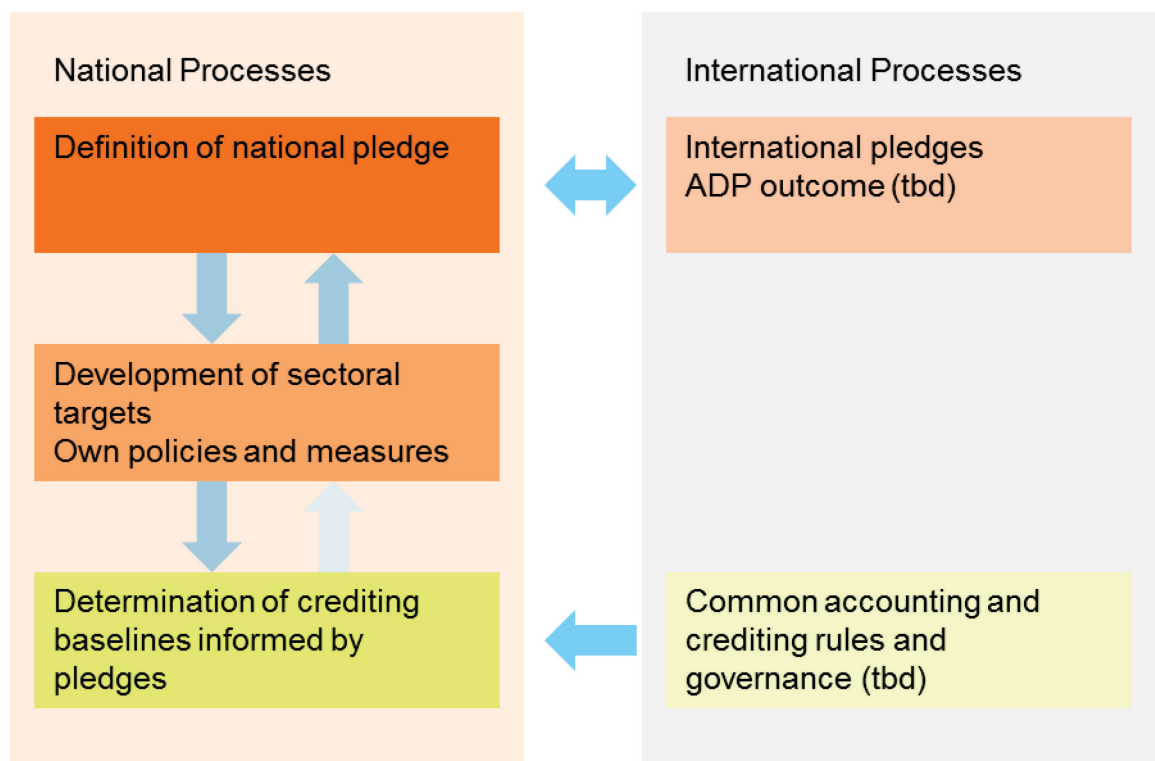 National Processes
Definition of national pledge
Development of sectoral
targets
Own policies and measures
Determination of crediting
baselines informed by
pledges
International Processes
International pledges
ADP outcome (tbd)
Common accounting and
crediting rules and
governance (tbd)